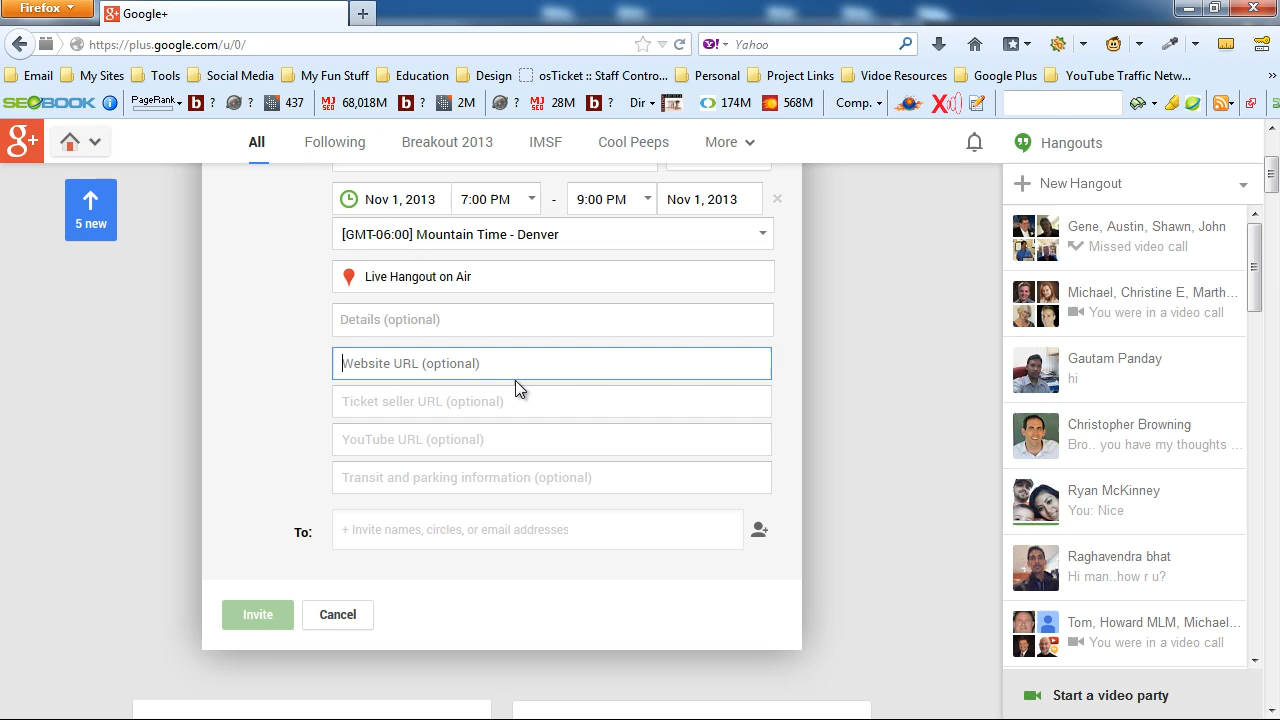 Firefox
Google+
https://plus.google.com/u/0/
Yahoo
Email My Sites Tools Social Media My Fun Stuff Education Design osTicket :: Staff Contro... Personal Project Links Vidoe Resources Google Plus YouTube Traffic Netw... »
SEOBOOK PageRank b ? ? 437 MJ SEO 68,018M b ? 2M ? MJ SEO 28M b ? Dir 174M 568M Comp.
g+ All Following Breakout 2013 IMSF Cool Peeps More Hangouts
5 new
New Hangout
Nov 1, 2013 7:00 PM - 9:00 PM Nov 1, 2013
[GMT-06:00] Mountain Time - Denver
Live Hangout on Air
Details (optional)
Website URL (optional)
Ticket seller URL (optional)
YouTube URL (optional)
Transit and parking information (optional)
To: + Invite names, circles, or email addresses
Invite Cancel
Gene, Austin, Shawn, John
Missed video call
Michael, Christine E, Marth...
You were in a video call
Gautam Panday
hi
Christopher Browning
Bro.. you have my thoughts ...
Ryan McKinney
You: Nice
Raghavendra bhat
Hi man..how r u?
Tom, Howard MLM, Michael...
You were in a video call
Start a video party